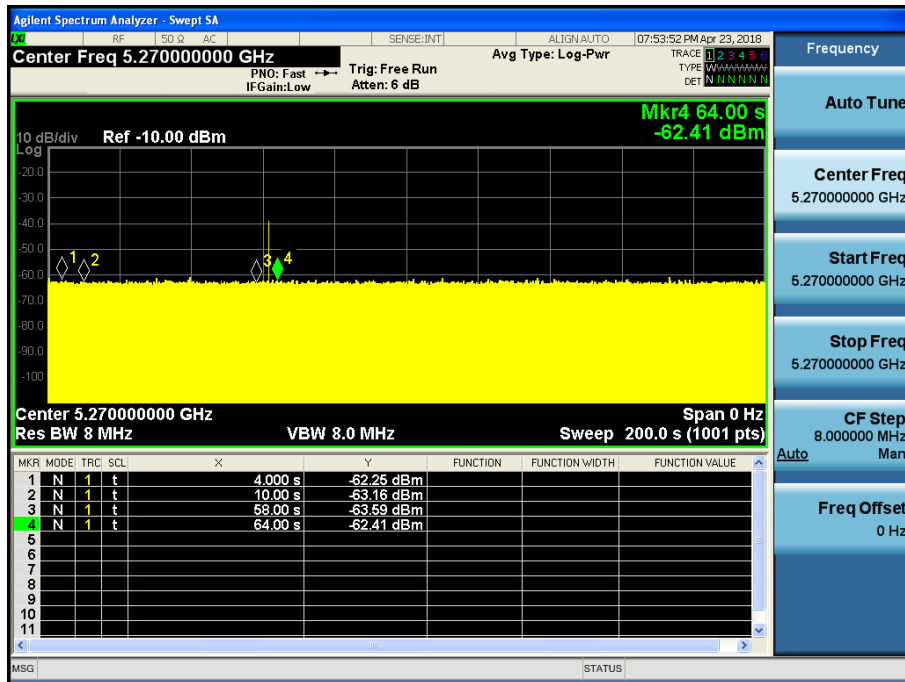 Agilent Spectrum Analyzer - Swept SA
LXI RF 50 Ω AC SENSE:INT ALIGNAUTO 07:53:52 PM Apr 23, 2018
Center Freq 5.270000000 GHz
PNO: Fast
IFGain:Low
Trig: Free Run
Atten: 6 dB
Avg Type: Log-Pwr
TRACE 1 2 3 4 5 6
TYPE WWWWWW
DET N N N N N N
Mkr4 64.00 s
-62.41 dBm
10 dB/div Ref -10.00 dBm
Log
-20.0
-30.0
-40.0
-50.0
-60.0
-70.0
-80.0
-90.0
-100
1 2 3 4
Center 5.270000000 GHz Span 0 Hz
Res BW 8 MHz VBW 8.0 MHz Sweep 200.0 s (1001 pts)
MKR MODE TRC SCL X Y FUNCTION FUNCTION WIDTH FUNCTION VALUE
1 N 1 t 4.000 s -62.25 dBm
2 N 1 t 10.00 s -63.16 dBm
3 N 1 t 58.00 s -63.59 dBm
4 N 1 t 64.00 s -62.41 dBm
5
6
7
8
9
10
11
MSG STATUS
Frequency
Auto Tune
Center Freq
5.270000000 GHz
Start Freq
5.270000000 GHz
Stop Freq
5.270000000 GHz
CF Step
8.000000 MHz
Auto Man
Freq Offset
0 Hz